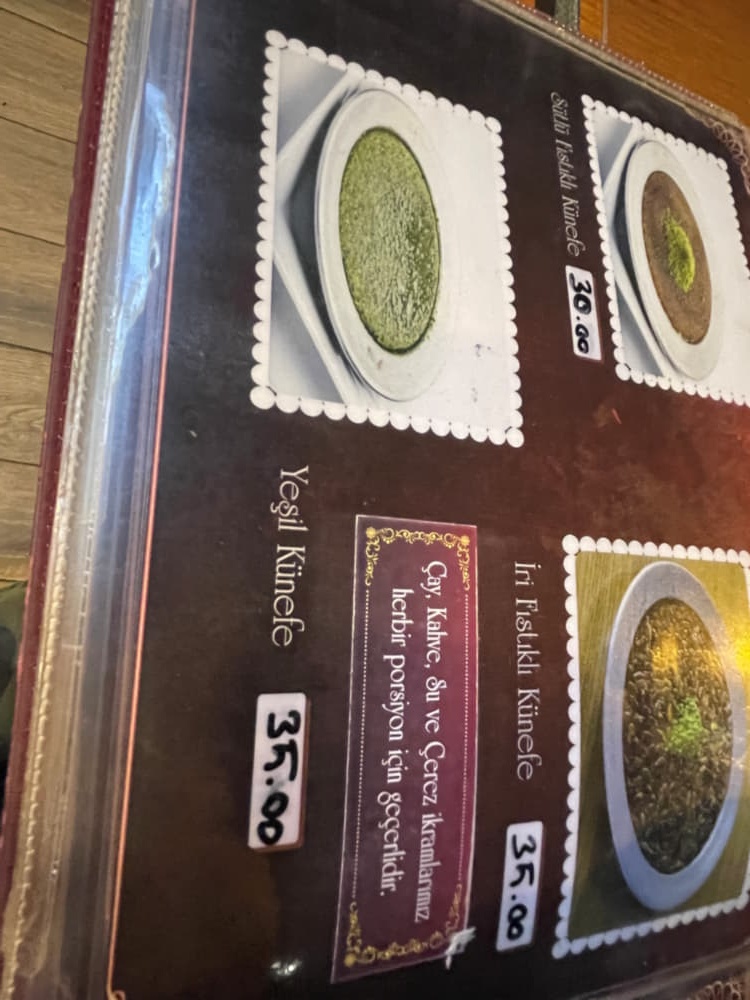 Sütlü Fıstıklı Künefe
30.00
İri Fıstıklı Künefe
35.00
Yeşil Künefe
35.00
Çay, Kahve, Su ve Çerez ikramlarımız
herbir porsiyon için geçerlidir.